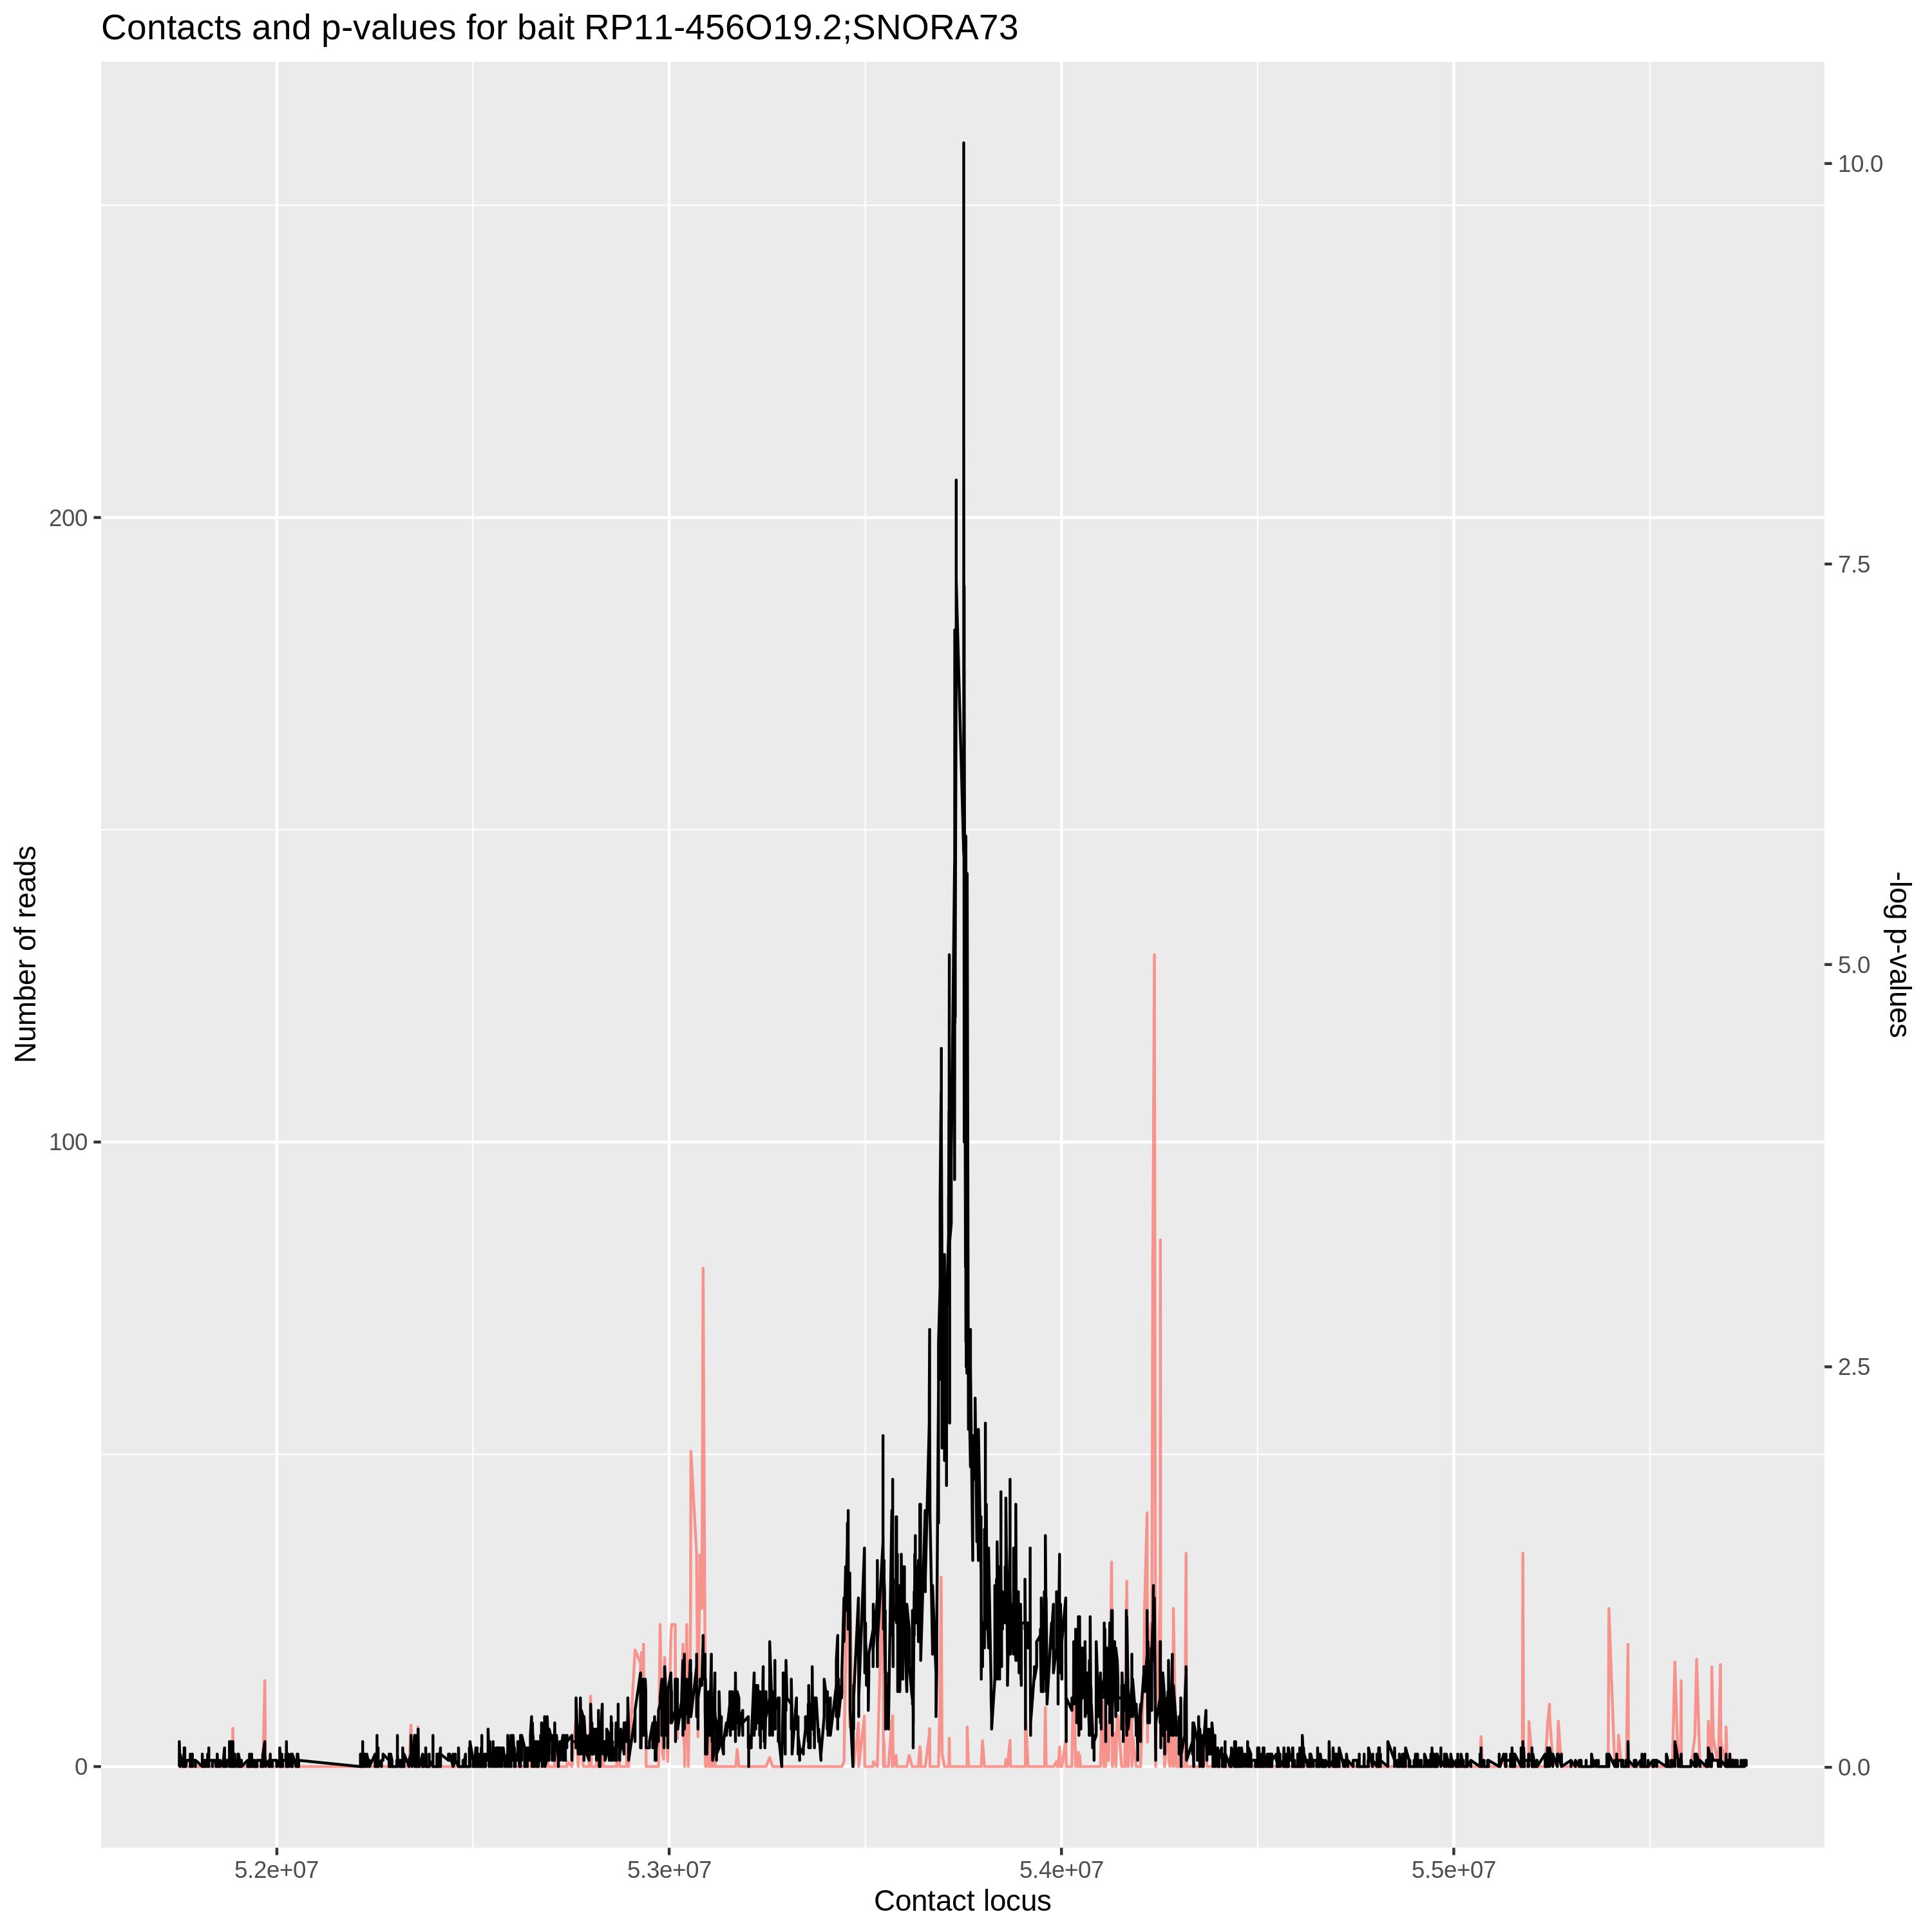 Contacts and p-values for bait RP11-456O19.2;SNORA73
10.0
200
7.5
Number of reads
-log p-values
5.0
100
2.5
0
0.0
5.2e+07
5.3e+07
5.4e+07
5.5e+07
Contact locus